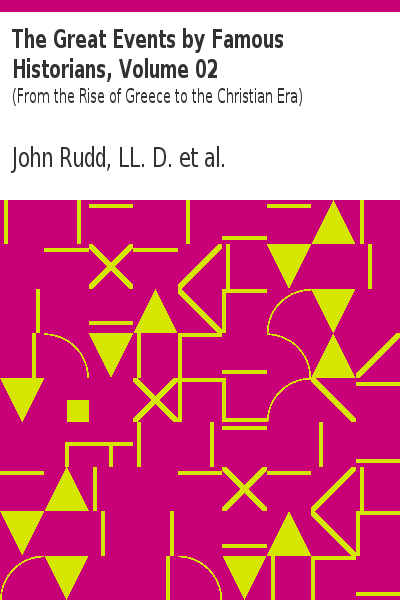 The Great Events by Famous
Historians, Volume 02
(From the Rise of Greece to the Christian Era)
John Rudd, LL. D. et al.